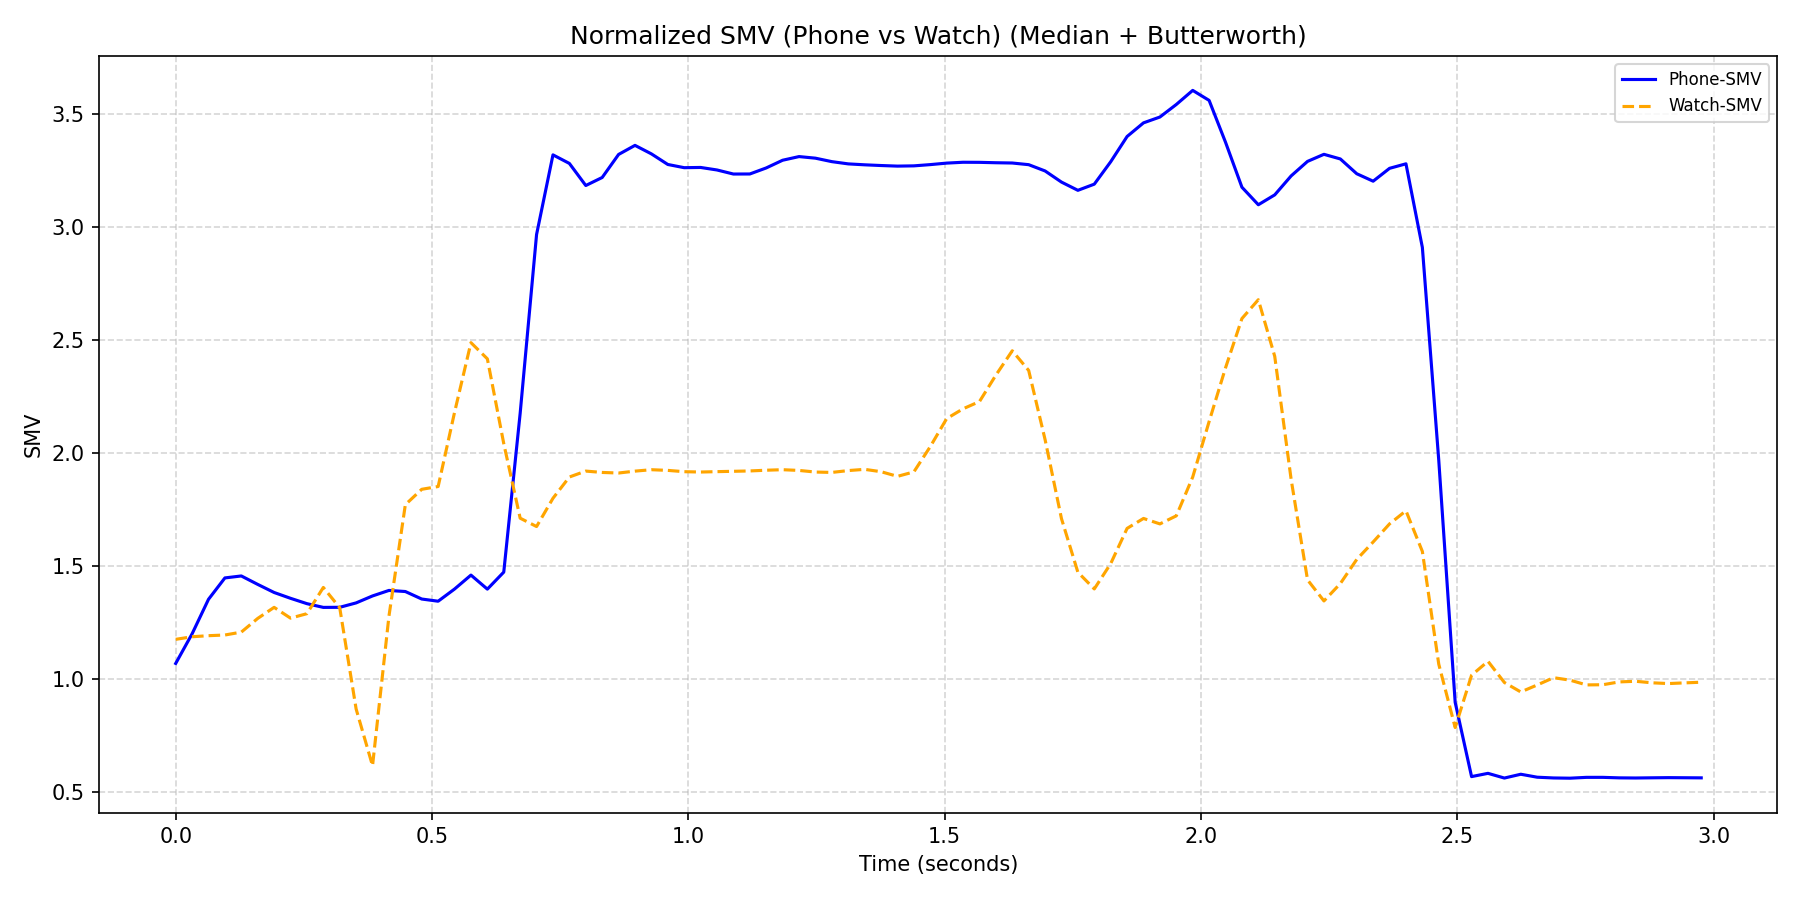 Normalized SMV (Phone vs Watch) (Median + Butterworth)
Phone-SMV
Watch-SMV
3.5
3.0
2.5
2.0
1.5
1.0
0.5
SMV
0.0 0.5 1.0 1.5 2.0 2.5 3.0
Time (seconds)